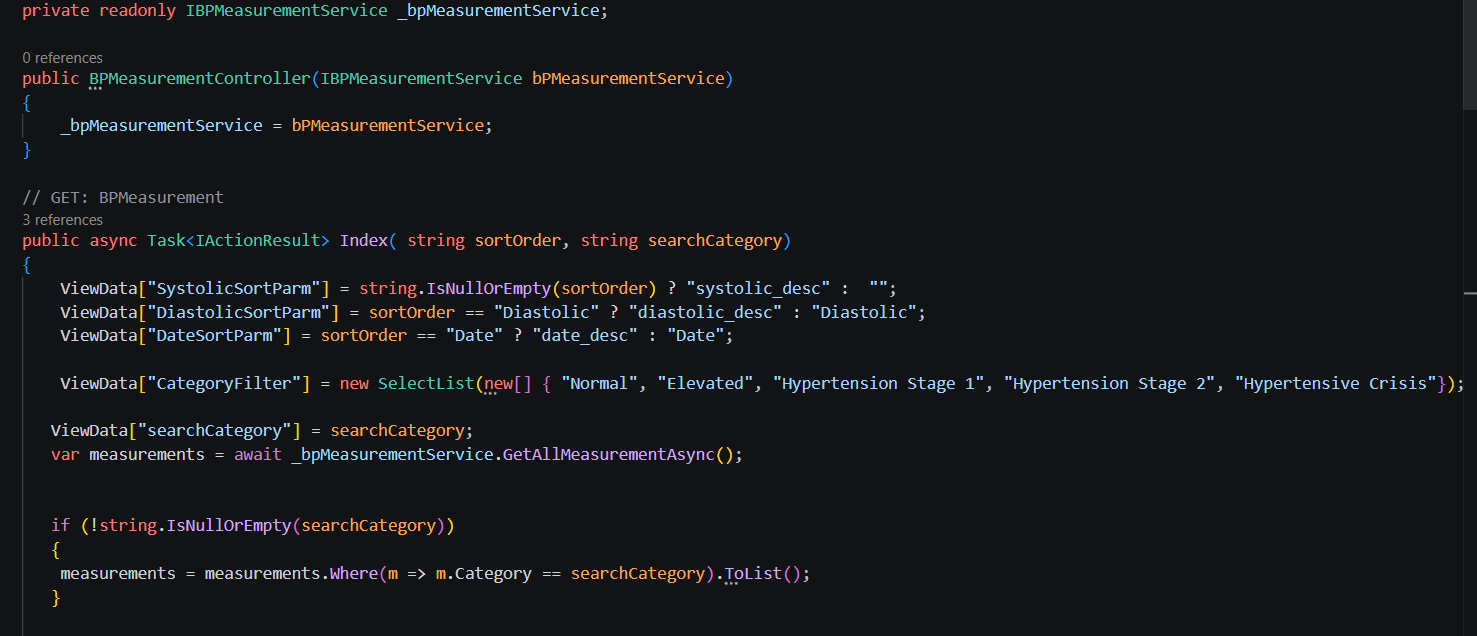 private readonly IBPMeasurementService _bpMeasurementService;
0 references
public BPMeasurementController(IBPMeasurementService bPMeasurementService)
{
_bpMeasurementService = bPMeasurementService;
}
// GET: BPMeasurement
3 references
public async Task<IActionResult> Index( string sortOrder, string searchCategory)
{
ViewData["SystolicSortParm"] = string.IsNullOrEmpty(sortOrder) ? "systolic_desc" :  "";
ViewData["DiastolicSortParm"] = sortOrder == "Diastolic" ? "diastolic_desc" : "Diastolic";
ViewData["DateSortParm"] = sortOrder == "Date" ? "date_desc" : "Date";
ViewData["CategoryFilter"] = new SelectList(new[] { "Normal", "Elevated", "Hypertension Stage 1", "Hypertension Stage 2", "Hypertensive Crisis"});
ViewData["searchCategory"] = searchCategory;
var measurements = await _bpMeasurementService.GetAllMeasurementAsync();
if (!string.IsNullOrEmpty(searchCategory))
{
measurements = measurements.Where(m => m.Category == searchCategory).ToList();
}